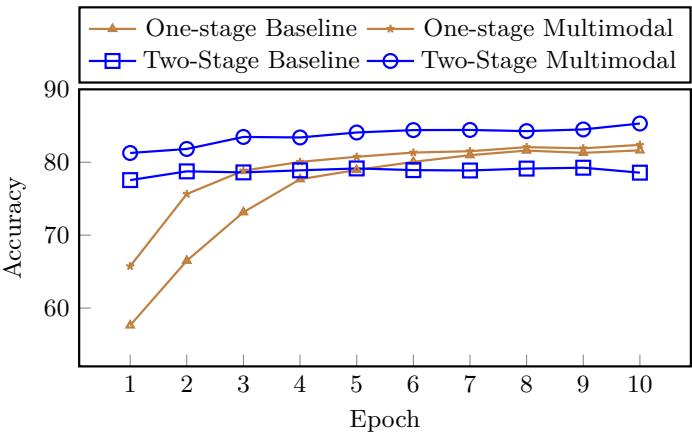 One-stage Baseline One-stage Multimodal
Two-Stage Baseline Two-Stage Multimodal
90
80
70
60
Accuracy
1 2 3 4 5 6 7 8 9 10
Epoch